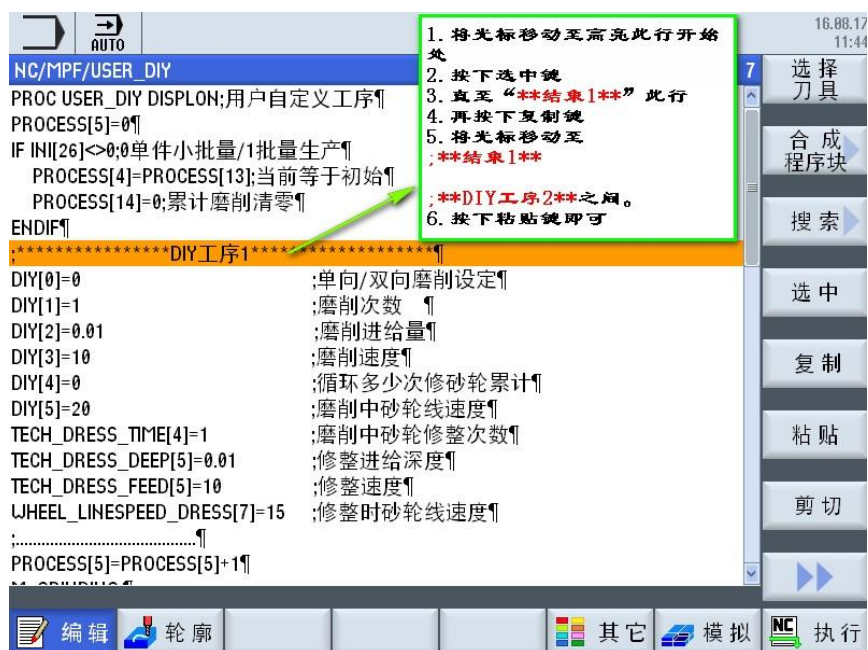 AUTO
16.08.17
11:44
NC/MPF/USER_DIY
7
PROC USER_DIY DISPLON;用户自定义工序¶
PROCESS[5]=0¶
IF INI[26]<>0;0单件小批量/1批量生产¶
PROCESS[4]=PROCESS[13];当前等于初始¶
PROCESS[14]=0;累计磨削清零¶
ENDIF¶
;****************DIY工序1*******************¶
DIY[0]=0 ;单向/双向磨削设定¶
DIY[1]=1 ;磨削次数 ¶
DIY[2]=0.01 ;磨削进给量¶
DIY[3]=10 ;磨削速度¶
DIY[4]=0 ;循环多少次修砂轮累计¶
DIY[5]=20 ;磨削中砂轮线速度¶
TECH_DRESS_TIME[4]=1 ;磨削中砂轮修整次数¶
TECH_DRESS_DEEP[5]=0.01 ;修整进给深度¶
TECH_DRESS_FEED[5]=10 ;修整速度¶
WHEEL_LINESPEED_DRESS[7]=15 ;修整时砂轮线速度¶
;.......................................¶
PROCESS[5]=PROCESS[5]+1¶
1.将光标移动至高亮此行开始
处
2.按下选中键
3.直至“**结束1**”此行
4.再按下复制键
5.将光标移动至
;**结束1**
;**DIY工序2**之间。
6.按下粘贴键即可
选择
刀具
合成
程序块
搜索
选中
复制
粘贴
剪切
编辑
轮廓
其它
模拟
NC
执行